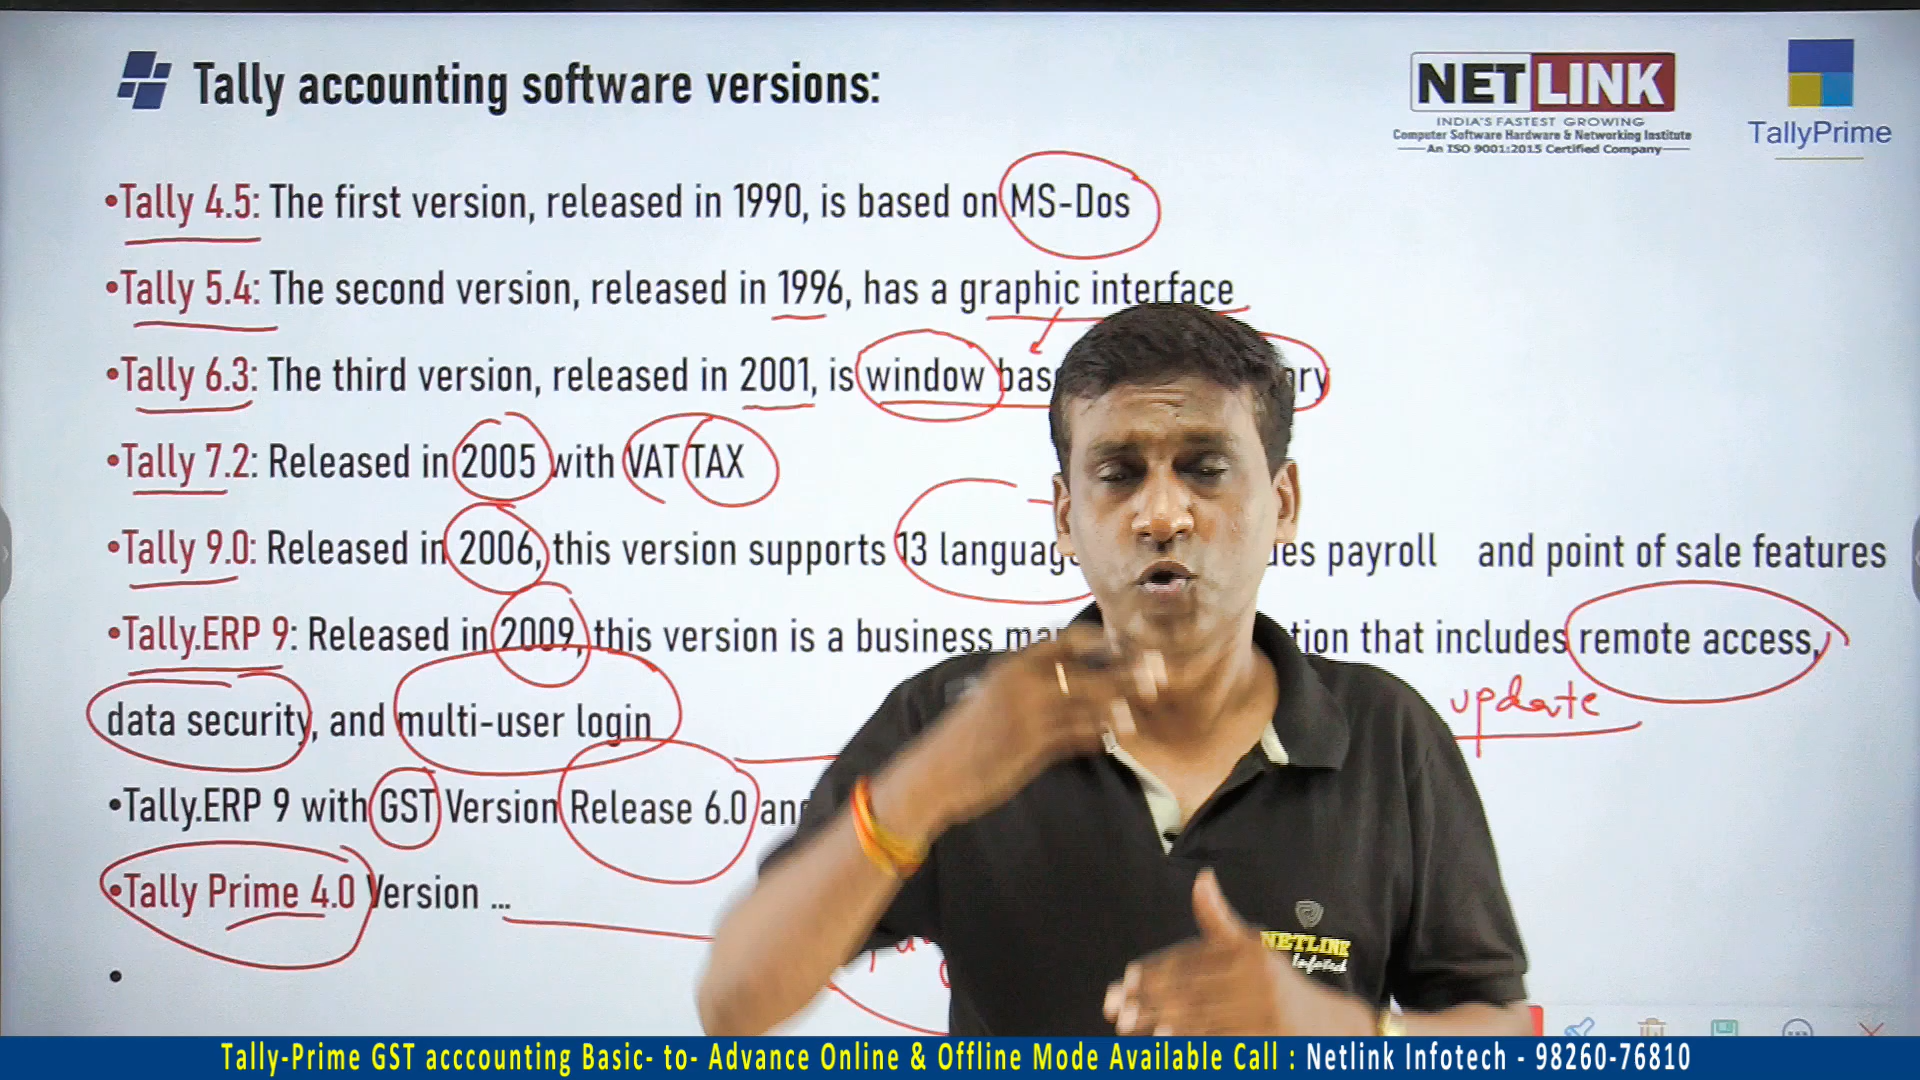 Tally accounting software versions:
NETLINK
INDIA'S FASTEST GROWING
Computer Software Hardware & Networking Institute
An ISO 9001:2015 Certified Company
TallyPrime
•Tally 4.5: The first version, released in 1990, is based on MS-Dos
•Tally 5.4: The second version, released in 1996, has a graphic interface
•Tally 6.3: The third version, released in 2001, is window
•Tally 7.2: Released in 2005 with VAT TAX
•Tally 9.0: Released in 2006, this version supports 13 payroll and point of sale features
•Tally.ERP 9: Released in 2009, this version is a business that includes remote access,
update
data security, and multi-user login
•Tally.ERP 9 with GST Version Release 6.0
•Tally Prime 4.0 Version ...
•
NETLINK
Infotech
Tally-Prime GST acccounting Basic- to- Advance Online & Offline Mode Available Call : Netlink Infotech - 98260-76810